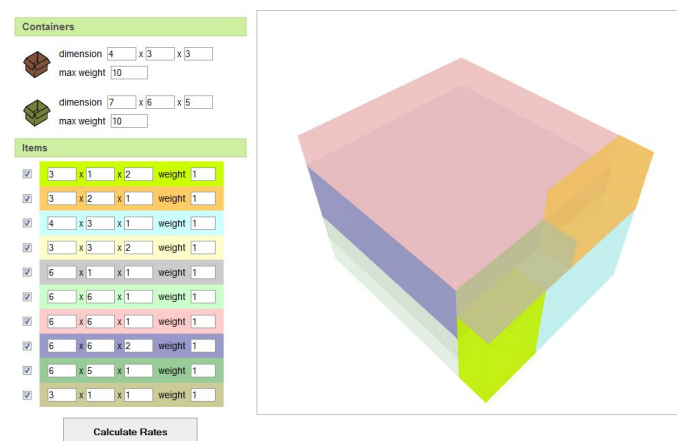 Containers
dimension 4 x 3 x 3
max weight 10
dimension 7 x 6 x 5
max weight 10
Items
3 x 1 x 2 weight 1
3 x 2 x 1 weight 1
4 x 3 x 1 weight 1
3 x 3 x 2 weight 1
6 x 1 x 1 weight 1
6 x 6 x 1 weight 1
6 x 6 x 1 weight 1
6 x 6 x 2 weight 1
6 x 5 x 1 weight 1
3 x 1 x 1 weight 1
Calculate Rates